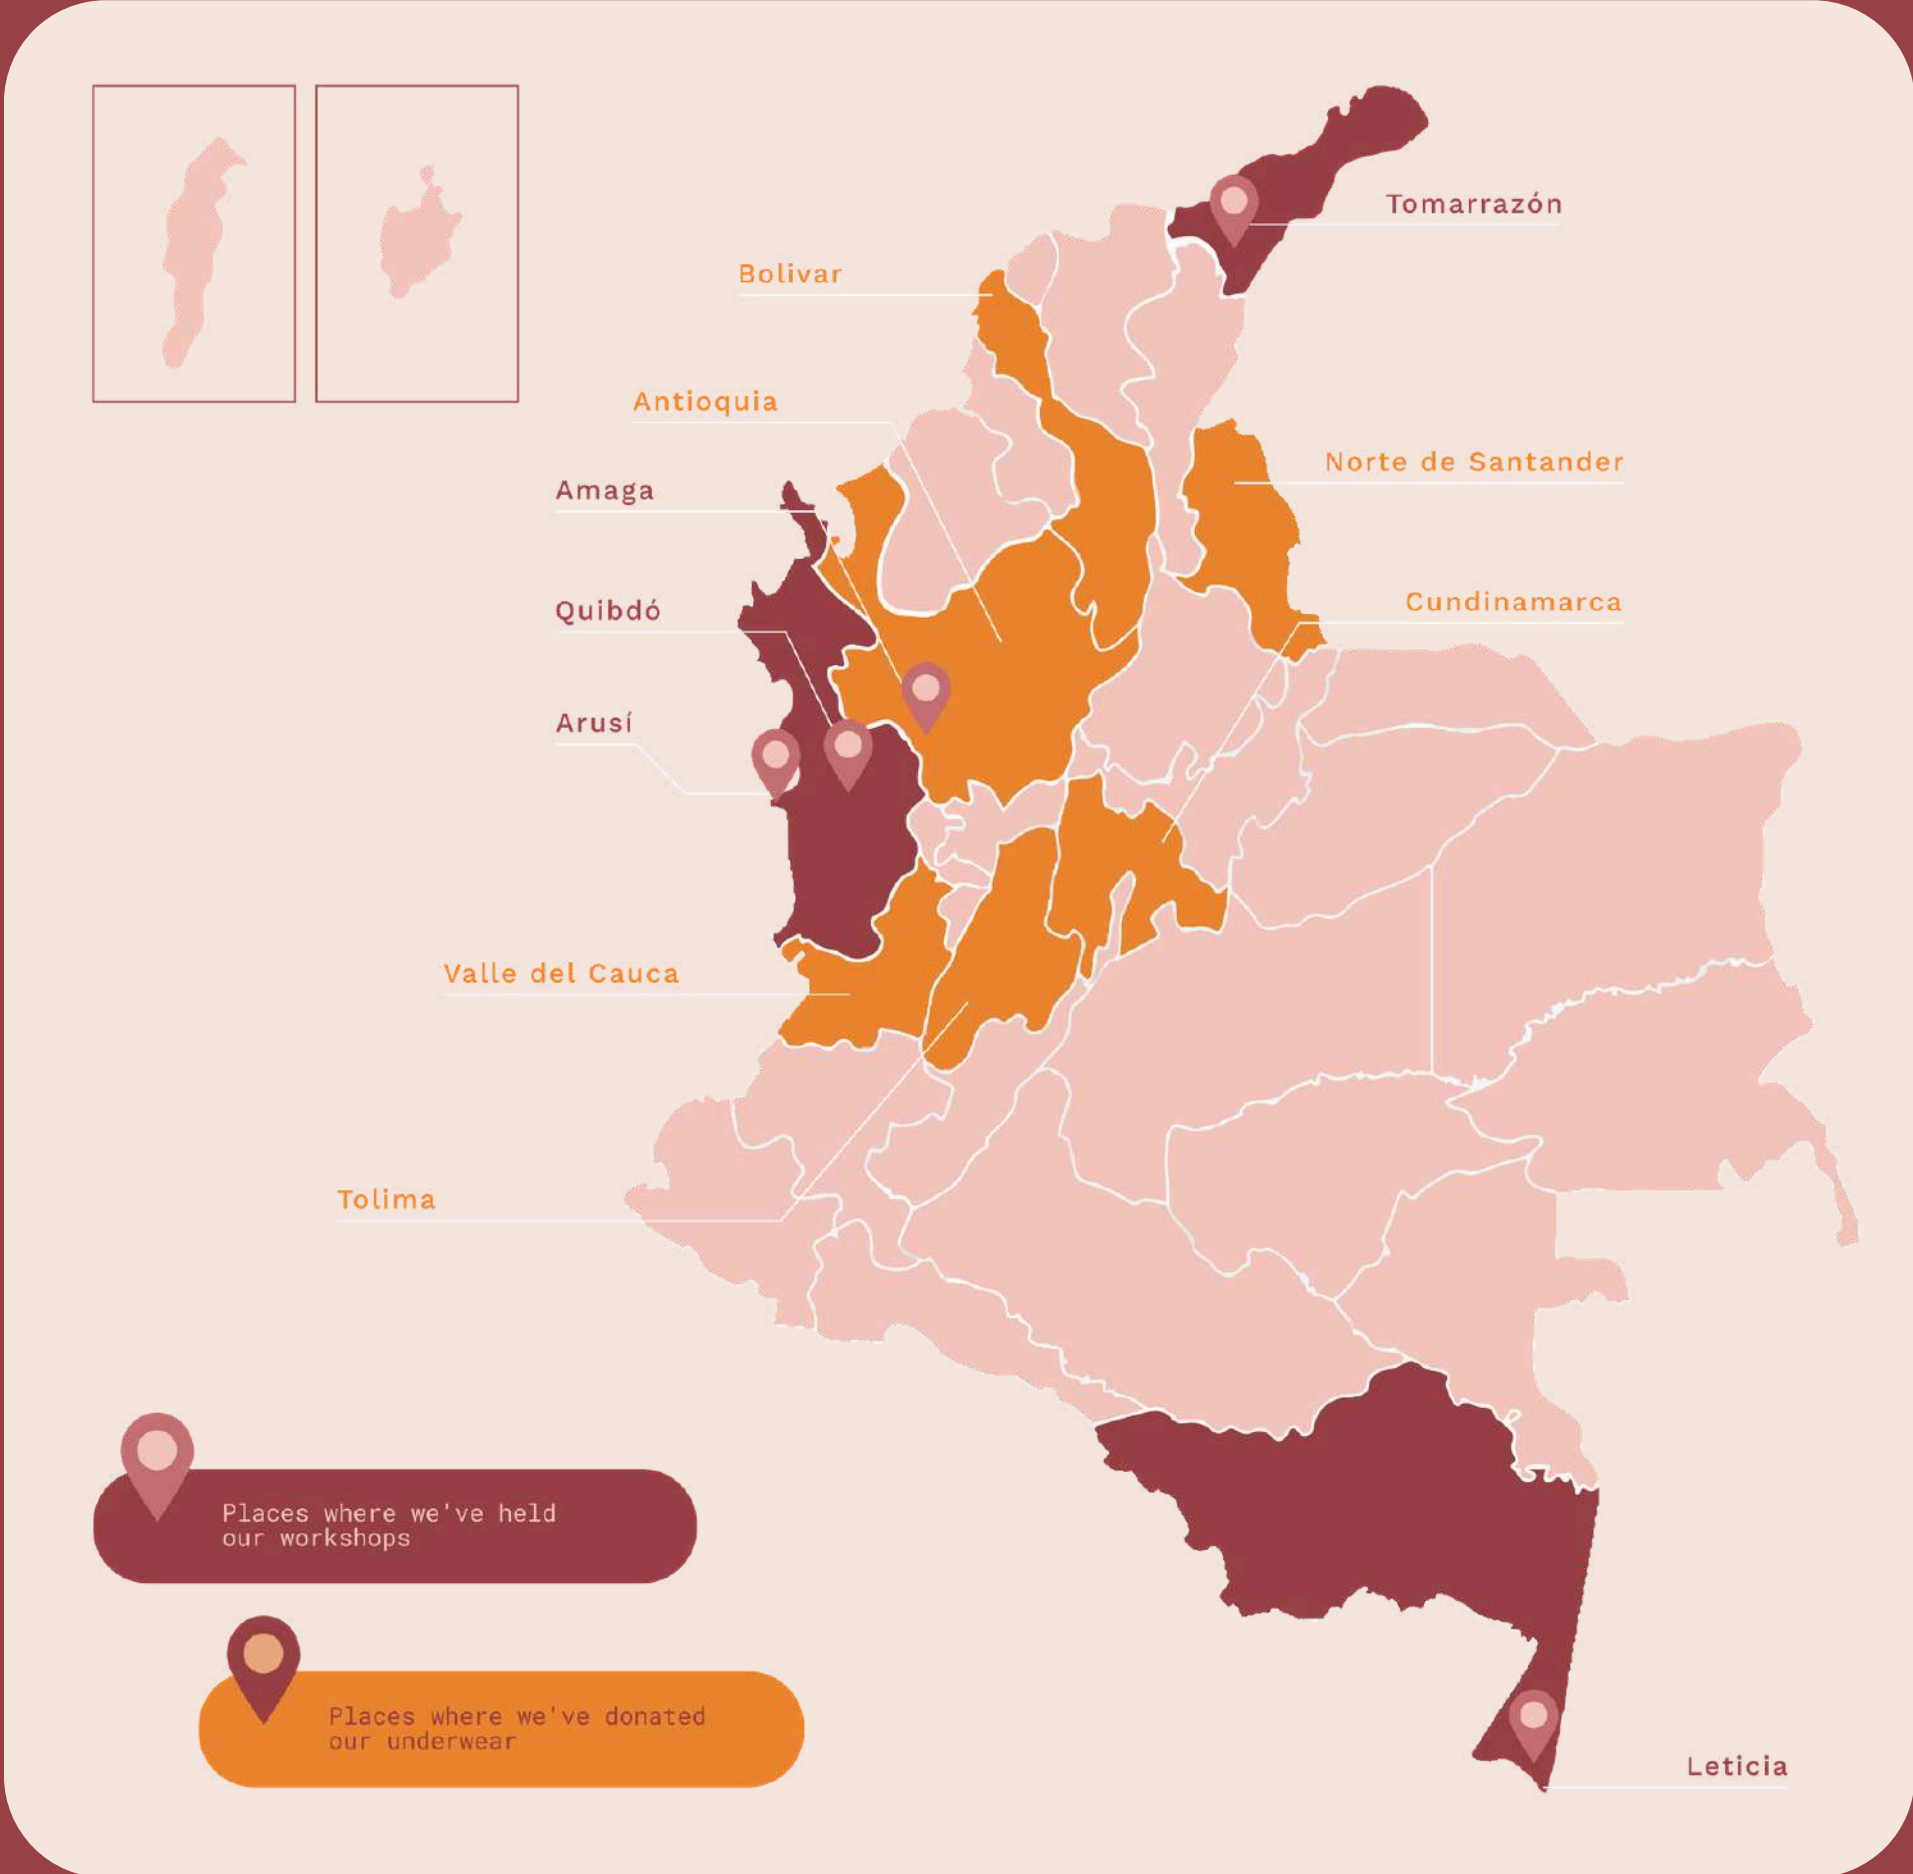 Tomarrazón
Bolivar
Antioquia
Norte de Santander
Amaga
Quibdó
Cundinamarca
Arusí
Valle del Cauca
Tolima
Places where we've held
our workshops
Places where we've donated
our underwear
Leticia